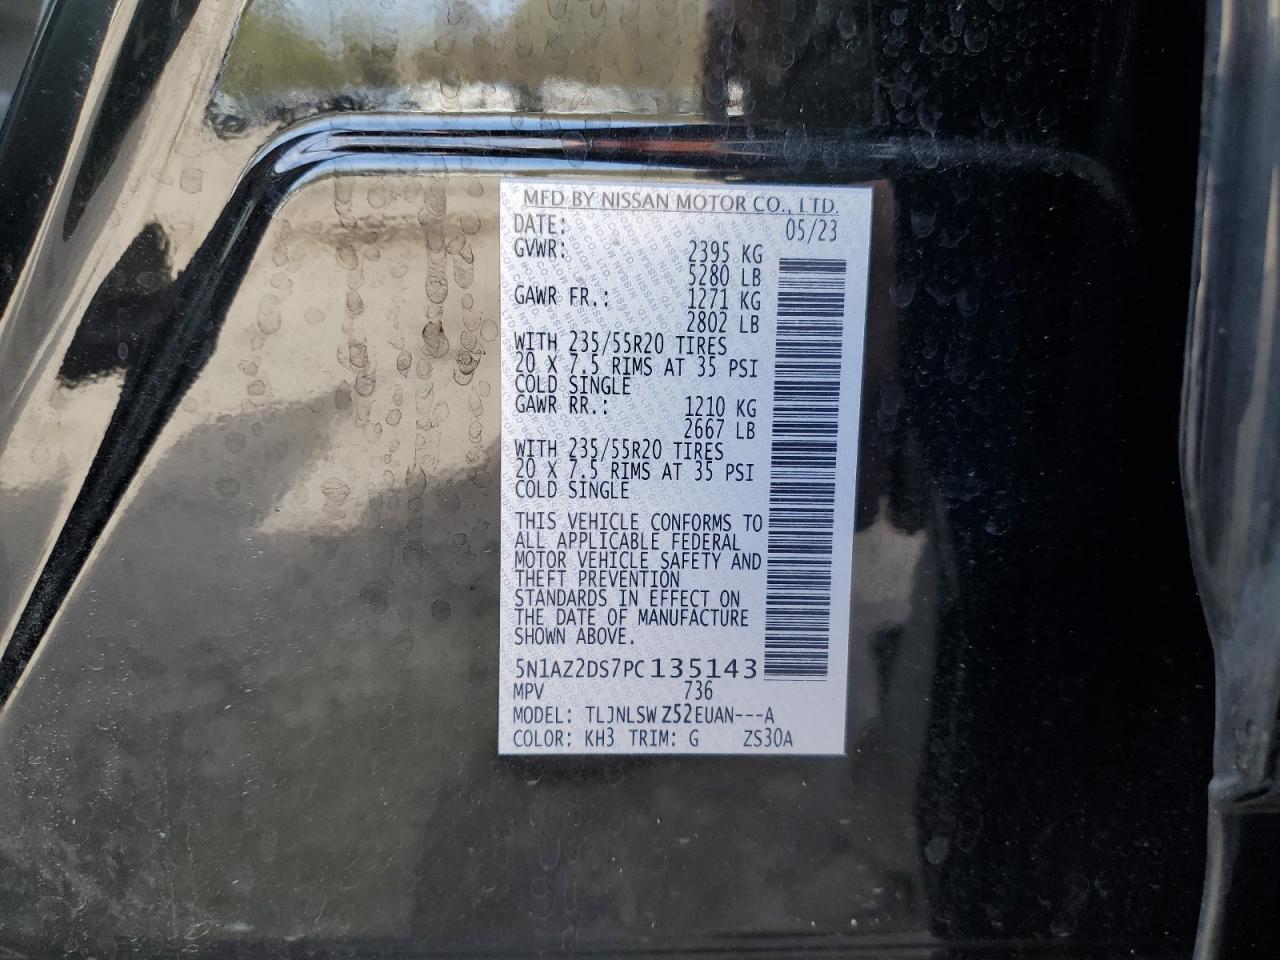 MFD BY NISSAN MOTOR CO., LTD.
DATE: 05/23
GVWR: 2395 KG
5280 LB
GAWR FR.: 1271 KG
2802 LB
WITH 235/55R20 TIRES
20 X 7.5 RIMS AT 35 PSI
COLD SINGLE
GAWR RR.: 1210 KG
2667 LB
WITH 235/55R20 TIRES
20 X 7.5 RIMS AT 35 PSI
COLD SINGLE
THIS VEHICLE CONFORMS TO
ALL APPLICABLE FEDERAL
MOTOR VEHICLE SAFETY AND
THEFT PREVENTION
STANDARDS IN EFFECT ON
THE DATE OF MANUFACTURE
SHOWN ABOVE.
5N1AZ2DS7PC135143
MPV 736
MODEL: TLJNLSWZ52EUAN---A
COLOR: KH3 TRIM: G ZS30A